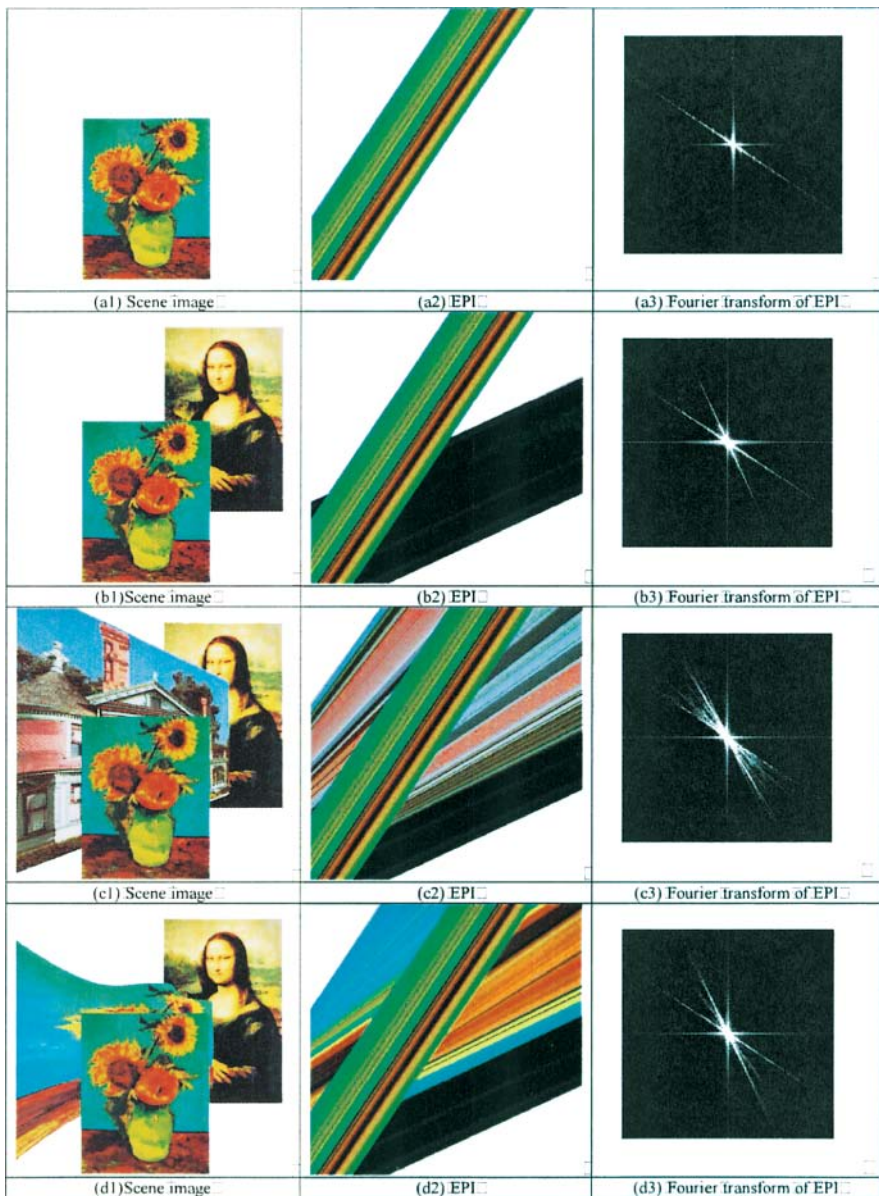 (a1) Scene image
(a2) EPI
(a3) Fourier transform of EPI
(b1)Scene image
(b2) EPI
(b3) Fourier transform of EPI
(c1) Scene image
(c2) EPI
(c3) Fourier transform of EPI
(d1)Scene image
(d2) EPI
(d3) Fourier transform of EPI